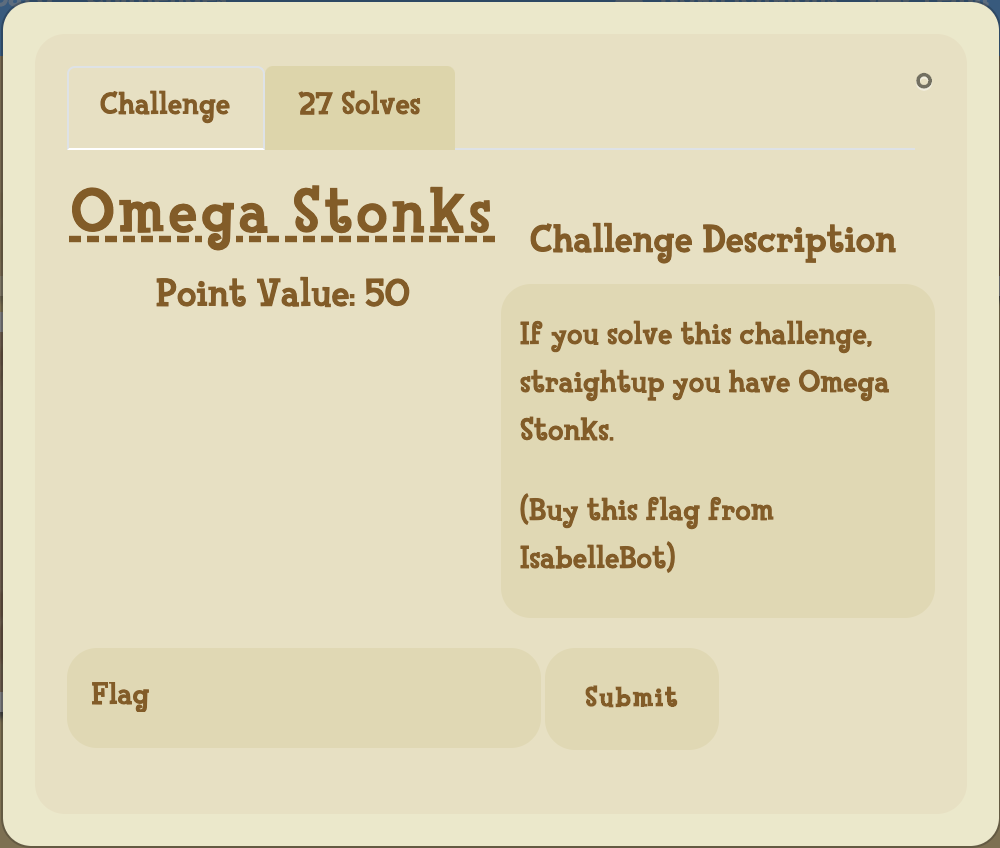 Challenge
27 Solves
Omega Stonks
Point Value: 50
Challenge Description
If you solve this challenge,
straightup you have Omega
Stonks.
(Buy this flag from
IsabelleBot)
Flag
Submit